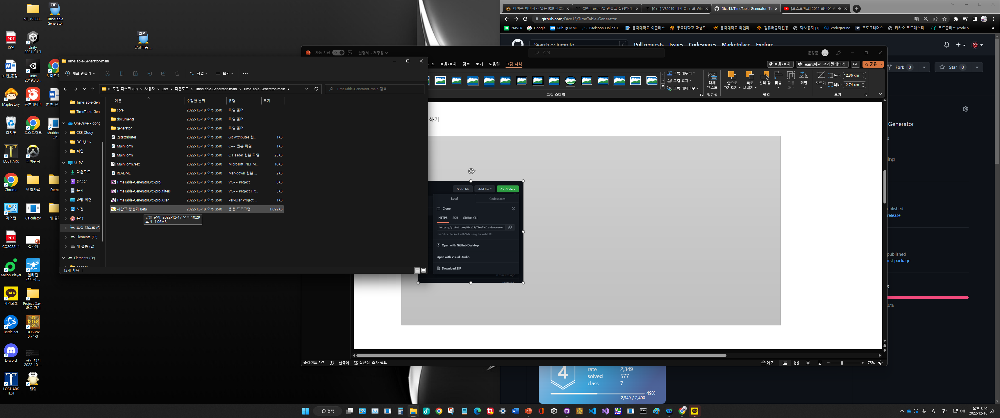 NT_19300...
TimeTable
Generator
초안
Unity
2021.3.1f1
알고리즘_...
01반_문정...
Unity
2019.3.0...
노마드코
MapleStory
곰플레이어
01반_문정
휴지통
로스트아크
shutdow
On
LOST ARK
오버워치
Chrome
백업자료
Demo
제어판
Calculator
새 폴더
CO2022i-1
겔카앙
Melon Player
알라딘
전자책 ...
카카오톡
Project_Sav -
바로 가기
Battle.net
DOSBox
0.74-3
Discord
화면 캡처
2022-10-...
LOST ARK
TEST
알집
TimeTable-Generator-main
새로 만들기
정렬
보기
로컬 디스크 (C:) > 사용자 > user > 다운로드 > TimeTable-Generator-main > TimeTable-Generator-main >
TimeTable-Generator-main 검색
TimeTable-Gen
TimeTable-Gen
OneDrive - dong
CSE_Study
DGU_Unv
취업
내 PC
다운로드
동영상
문서
바탕 화면
사진
음악
로컬 디스크 (C
Elements (D:)
새 볼륨 (E:)
Elements (D:)
이름 수정한 날짜 유형 크기
core 2022-12-18 오후 3:40 파일 폴더
documents 2022-12-18 오후 3:40 파일 폴더
generator 2022-12-18 오후 3:40 파일 폴더
.gitattributes 2022-12-18 오후 3:40 Git Attributes 원... 1KB
MainForm 2022-12-18 오후 3:40 C++ 원본 파일 1KB
MainForm 2022-12-18 오후 3:40 C Header 원본 파일 25KB
MainForm.resx 2022-12-18 오후 3:40 Microsoft .NET M... 10KB
README 2022-12-18 오후 3:40 Markdown 원본 ... 2KB
TimeTable-Generator.vcxproj 2022-12-18 오후 3:40 VC++ Project 8KB
TimeTable-Generator.vcxproj.filters 2022-12-18 오후 3:40 VC++ Project Filt... 3KB
TimeTable-Generator.vcxproj.user 2022-12-18 오후 3:40 Per-User Project ... 1KB
시간표 생성기 Beta 2022-12-18 오후 3:40 응용 프로그램 1,092KB
만든 날짜: 2022-12-17 오후 10:29
크기: 1.06MB
12개 항목
아이콘 이미지가 없는 EXE 파일의
C언어 exe파일 만들고 실행하기
[C++] VS2019 에서 C++ 로 Win
Dice15/TimeTable-Generator: Ti
[로스트아크] 2022 로아온 윈
github.com/Dice15/TimeTable-Generator
NAVER Google Pub @ MME Baekjoon Online J... 동국대학교 이클래스 동국대학교 학생모... 동국대학교 메인페... 컴퓨터공학전공 학사공지 [1] codeground 프로그래머스 카카오 코드페스티... 코드플러스 (code.p...
Search or jump to
Pull requests Issues Codespaces Marketplace Explore
Fork 0
Star 0
자동 저장 설명서 • 저장됨
검색
문정훈
쇼 녹음/녹화 검토 보기 도움말 그림 서식
녹음/녹화 Teams에서 프레젠테이션 공유
그림 테두리
그림 효과
그림 레이아웃
그림 스타일
대체
텍스트
접근성
앞으로
가져오기
뒤로
보내기
선택 창
맞춤
그룹
화
회전
정렬
자르기
높이: 12.36 cm
너비: 12.74 cm
크기
하기
Go to file Add file Code
Local Codespaces
Clone
HTTPS SSH GitHub CLI
https://github.com/Dice15/TimeTable-Generator
Use Git or checkout with SVN using the web URL.
Open with GitHub Desktop
Open with Visual Studio
Download ZIP
8 minutes ago
yesterday
슬라이드 3/7 한국어 접근성: 조사 필요
메모
75%
Generator
e
ing
ublished
release
published
irst package
s
0%
4
rate 2,349
solved 577
class 7
49%
2,349 / 2,400
검색
A 한
오후 3:40
2022-12-18